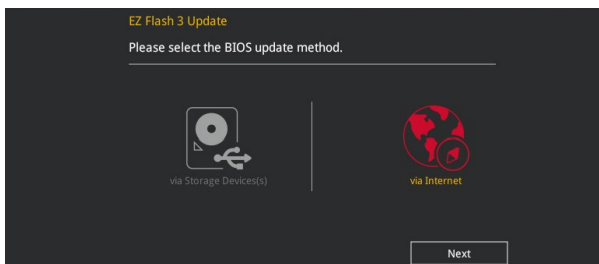 EZ Flash 3 Update
Please select the BIOS update method.
via Storage Devices(s)
via Internet
Next